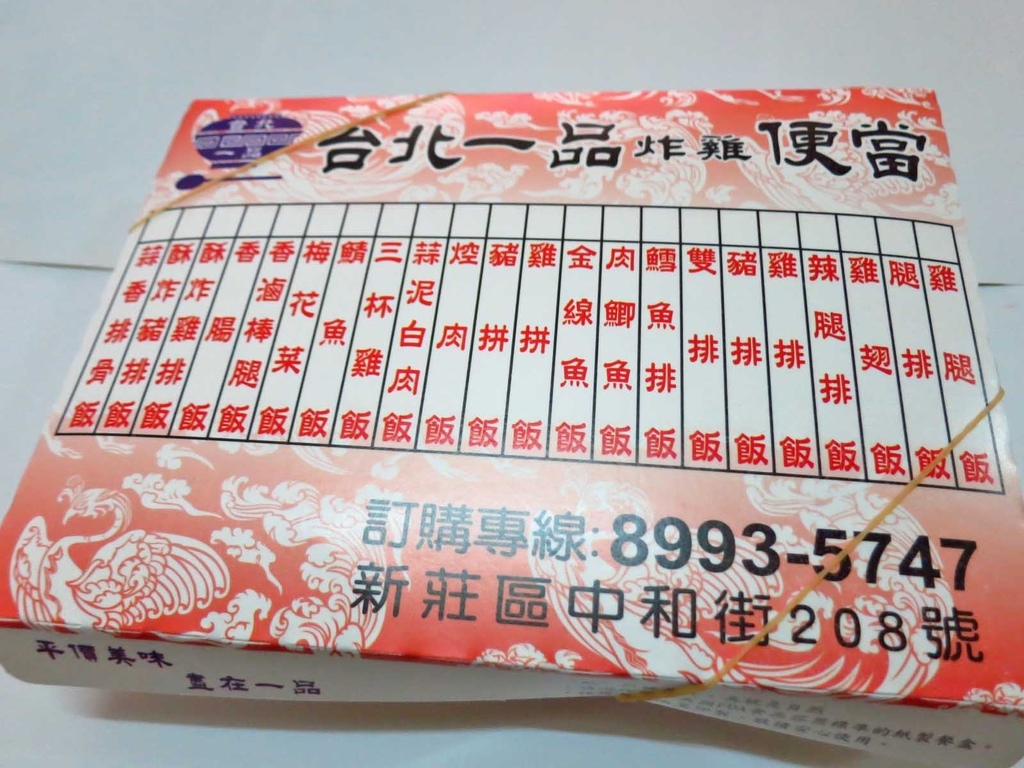 台北一品炸雞便當
雞腿飯
腿排飯
雞翅飯
辣腿排飯
雞排飯
豬排飯
雙排飯
鱈魚排飯
肉鯽魚飯
金線魚飯
雞拼飯
豬拼飯
焢肉飯
蒜泥白肉飯
三杯雞飯
鯖魚飯
梅花菜飯
香滷棒腿飯
香腸飯
酥炸雞排飯
酥炸豬排飯
蒜香排骨飯
訂購專線:8993-5747
新莊區中和街208號
平價美味
盡在一品